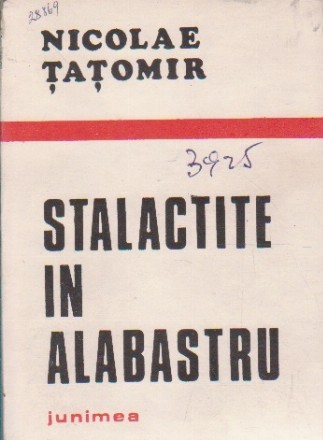 28869
NICOLAE
ȚAȚOMIR
3925
STALACTITE
IN
ALABASTRU
junimea